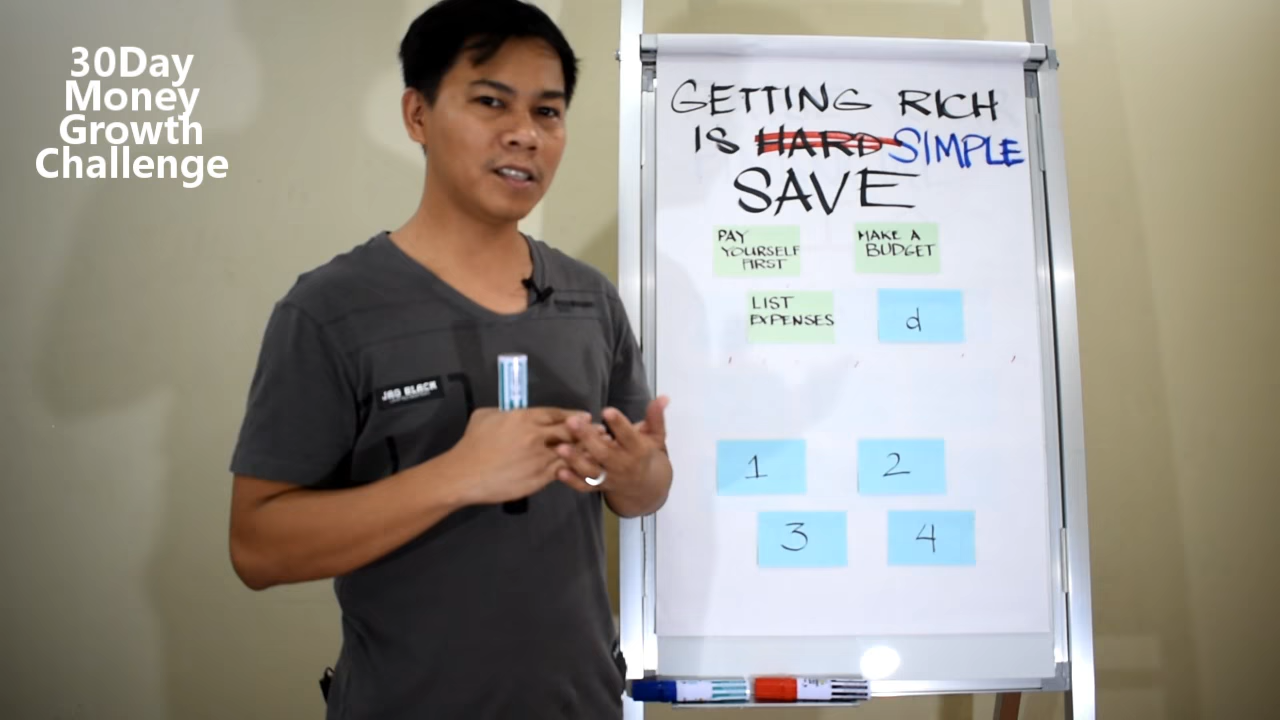 30Day
Money
Growth
Challenge
GETTING RICH
IS HARD SIMPLE
SAVE
PAY
YOURSELF
FIRST
MAKE A
BUDGET
LIST
EXPENSES
d
1
2
3
4
JAG BLACK